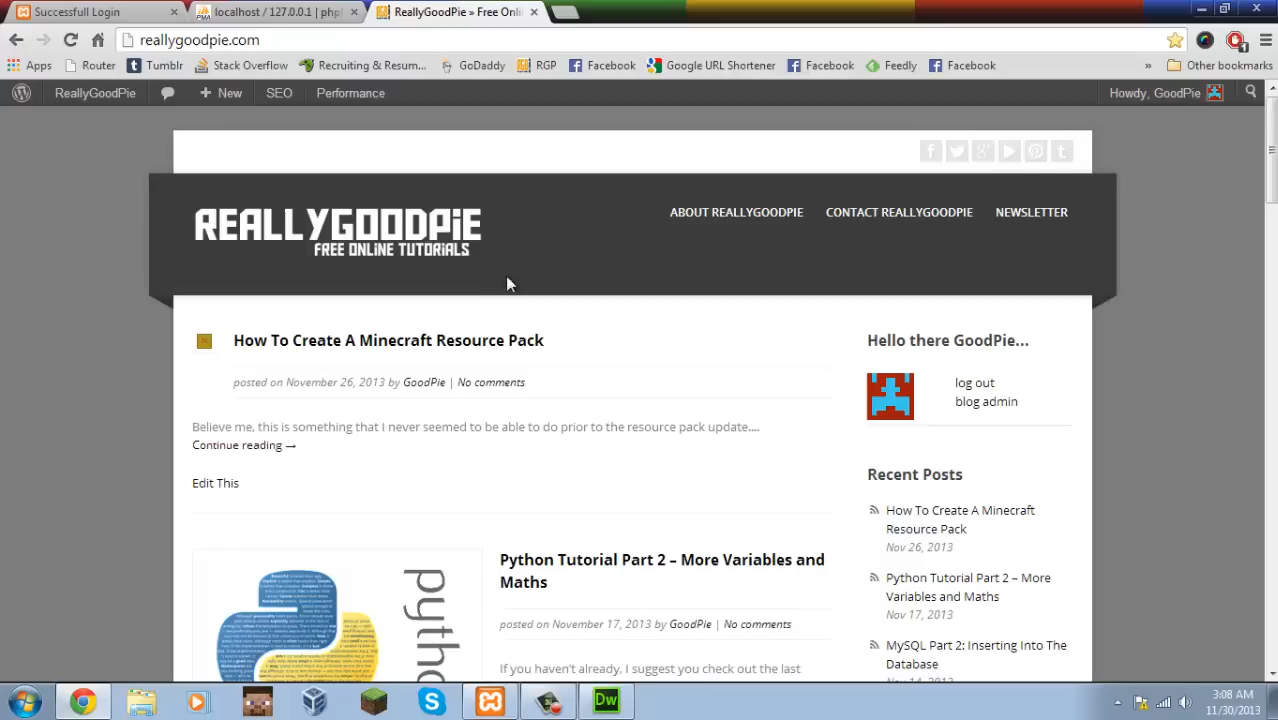 Successful Login
localhost / 127.0.0.1 | php
ReallyGoodPie » Free Onli
reallygoodpie.com
Apps Router Tumblr Stack Overflow Recruiting & Resum... GoDaddy RGP Facebook Google URL Shortener Facebook Feedly Facebook » Other bookmarks
ReallyGoodPie + New SEO Performance Howdy, GoodPie
REALLYGOODPIE
FREE ONLINE TUTORIALS
ABOUT REALLYGOODPIE CONTACT REALLYGOODPIE NEWSLETTER
How To Create A Minecraft Resource Pack
posted on November 26, 2013 by GoodPie | No comments
Believe me, this is something that I never seemed to be able to do prior to the resource pack update....
Continue reading →
Edit This
Python Tutorial Part 2 – More Variables and
Maths
posted on November 17, 2013 by GoodPie | No comments
If you haven't already, I suggest you check out the last
python
Hello there GoodPie...
log out
blog admin
Recent Posts
How To Create A Minecraft
Resource Pack
Nov 26, 2013
Python Tutorial Part 2 – More
Variables and Maths
Nov 17, 2013
MySQL Part 2: Inserting Into The
Database
Nov 14, 2013
Dw
3:08 AM
11/30/2013